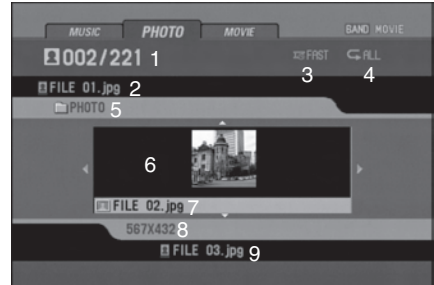 MUSIC PHOTO MOVIE BAND MOVIE
002/221 1 FAST ALL
3 4
FILE 01.jpg 2
PHOTO 5
6
FILE 02.jpg 7
567X432 8
FILE 03.jpg 9